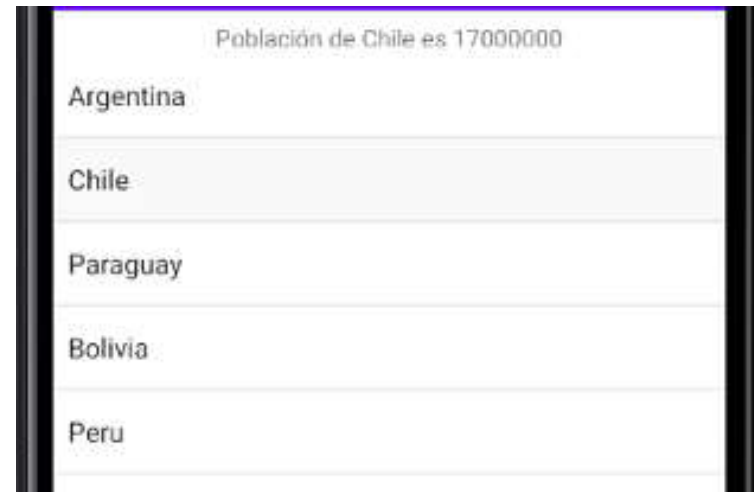 Población de Chile es 17000000
Argentina
Chile
Paraguay
Bolivia
Peru